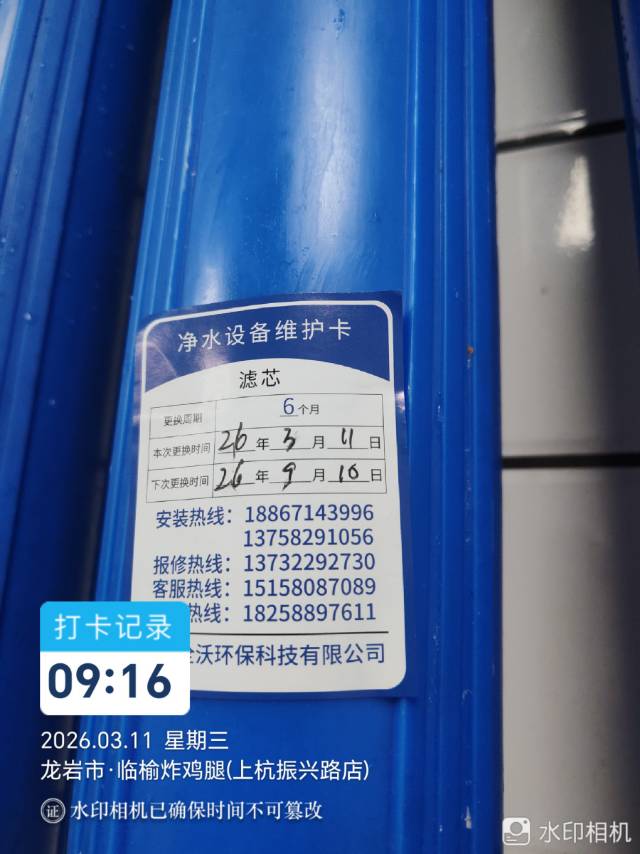 净水设备维护卡
滤芯
更换周期 6个月
本次更换时间 26年3月11日
下次更换时间 26年9月10日
安装热线：18867143996
13758291056
报修热线：13732292730
客服热线：15158087089
热线：18258897611
沃环保科技有限公司
打卡记录
09:16
2026.03.11 星期三
龙岩市·临榆炸鸡腿(上杭振兴路店)
证 水印相机已确保时间不可篡改
水印相机